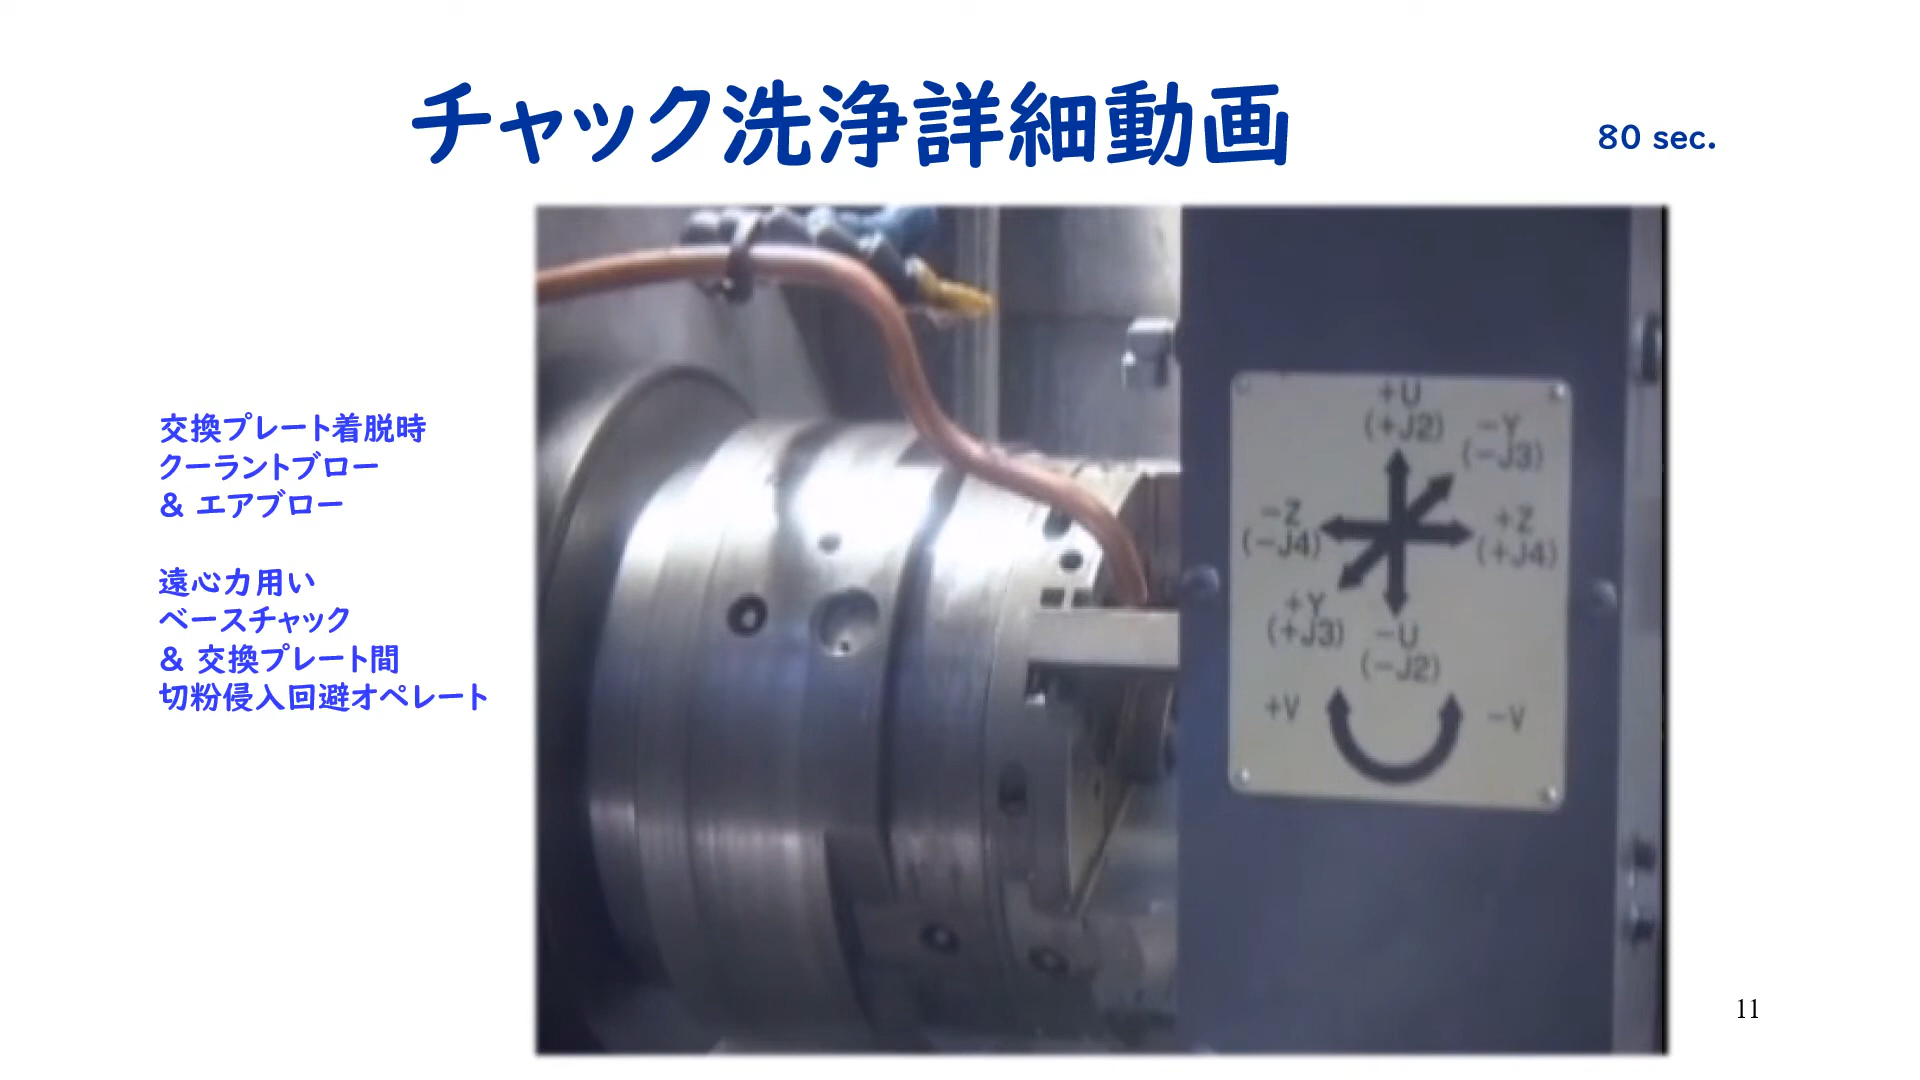 チャック洗浄詳細動画
80 sec.
交換プレート着脱時
クーラントブロー
& エアブロー
遠心力用い
ベースチャック
& 交換プレート間
切粉侵入回避オペレート
+U
(+J2)
-Y
(-J3)
-Z
(-J4)
+Z
(+J4)
+Y
(+J3)
-U
(-J2)
+V
-V
11